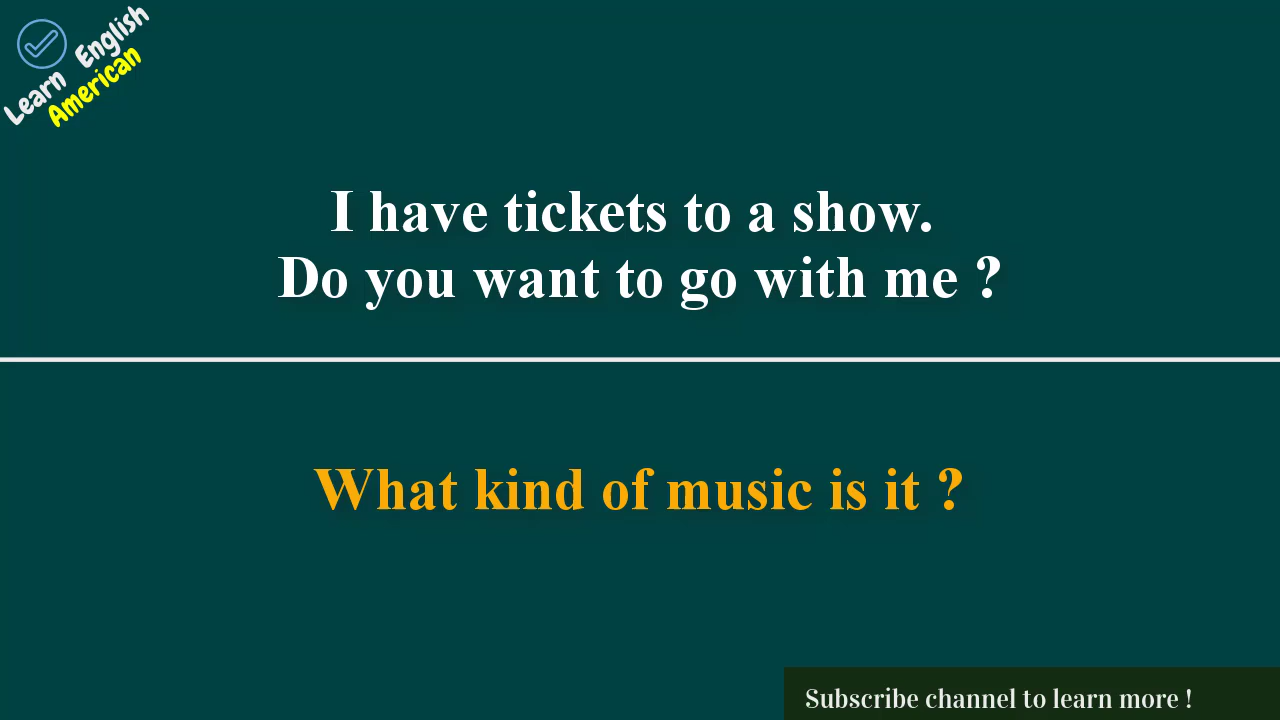 Learn English
American
I have tickets to a show.
Do you want to go with me ?
What kind of music is it ?
Subscribe channel to learn more !